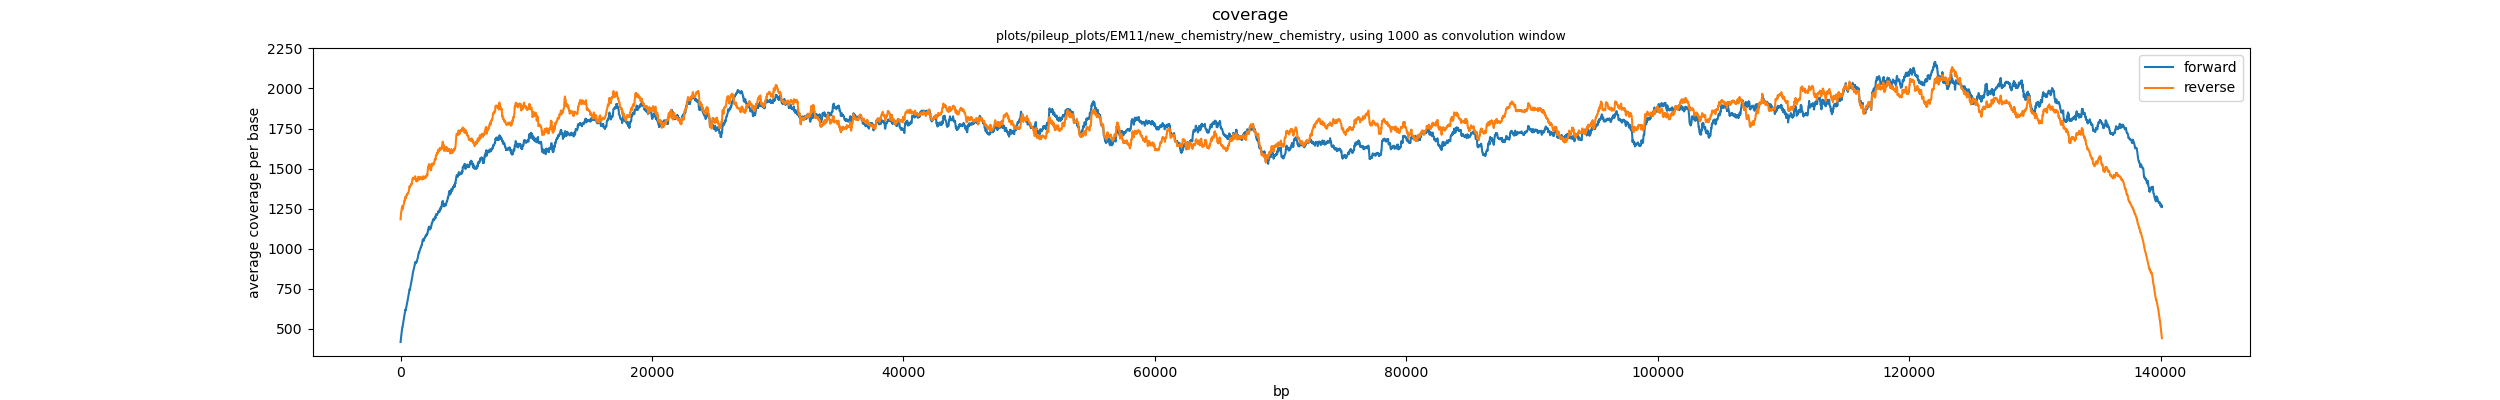 coverage
plots/pileup_plots/EM11/new_chemistry/new_chemistry, using 1000 as convolution window
average coverage per base
2250
2000
1750
1500
1250
1000
750
500
forward
reverse
0
20000
40000
60000
80000
100000
120000
140000
bp